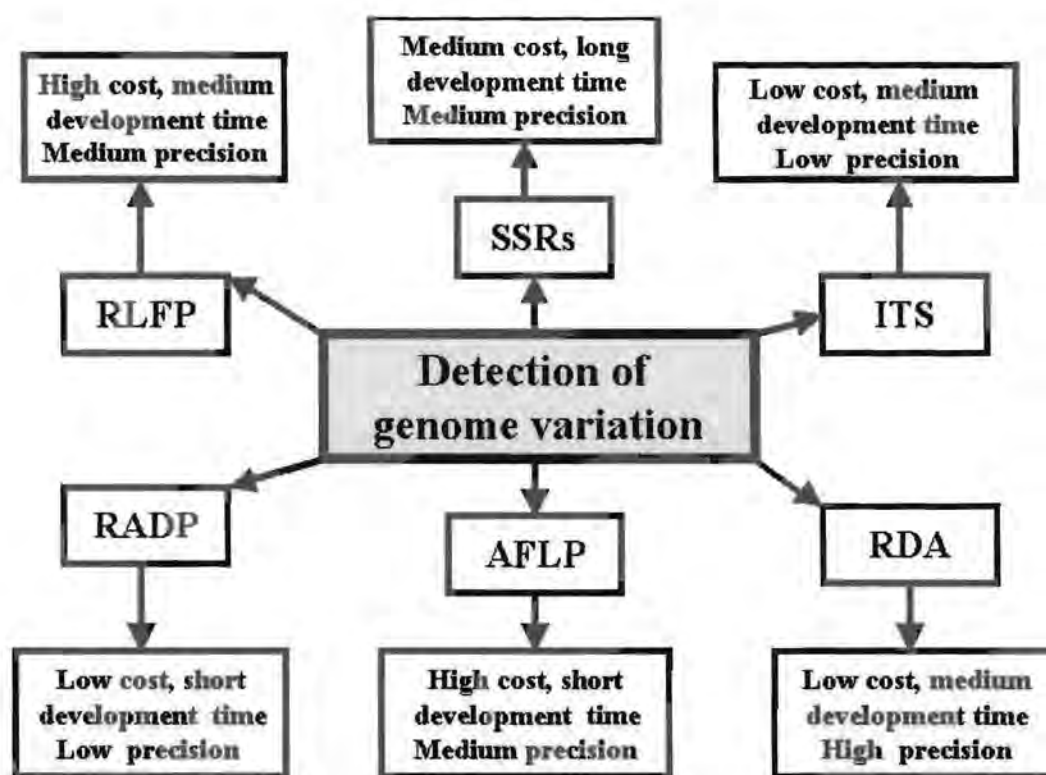 Medium cost, long
development time
Medium precision
High cost, medium
development time
Medium precision
Low cost, medium
development time
Low precision
SSRs
RLFP
ITS
Detection of
genome variation
RADP
AFLP
RDA
Low cost, short
development time
Low precision
High cost, short
development time
Medium precision
Low cost, medium
development time
High precision